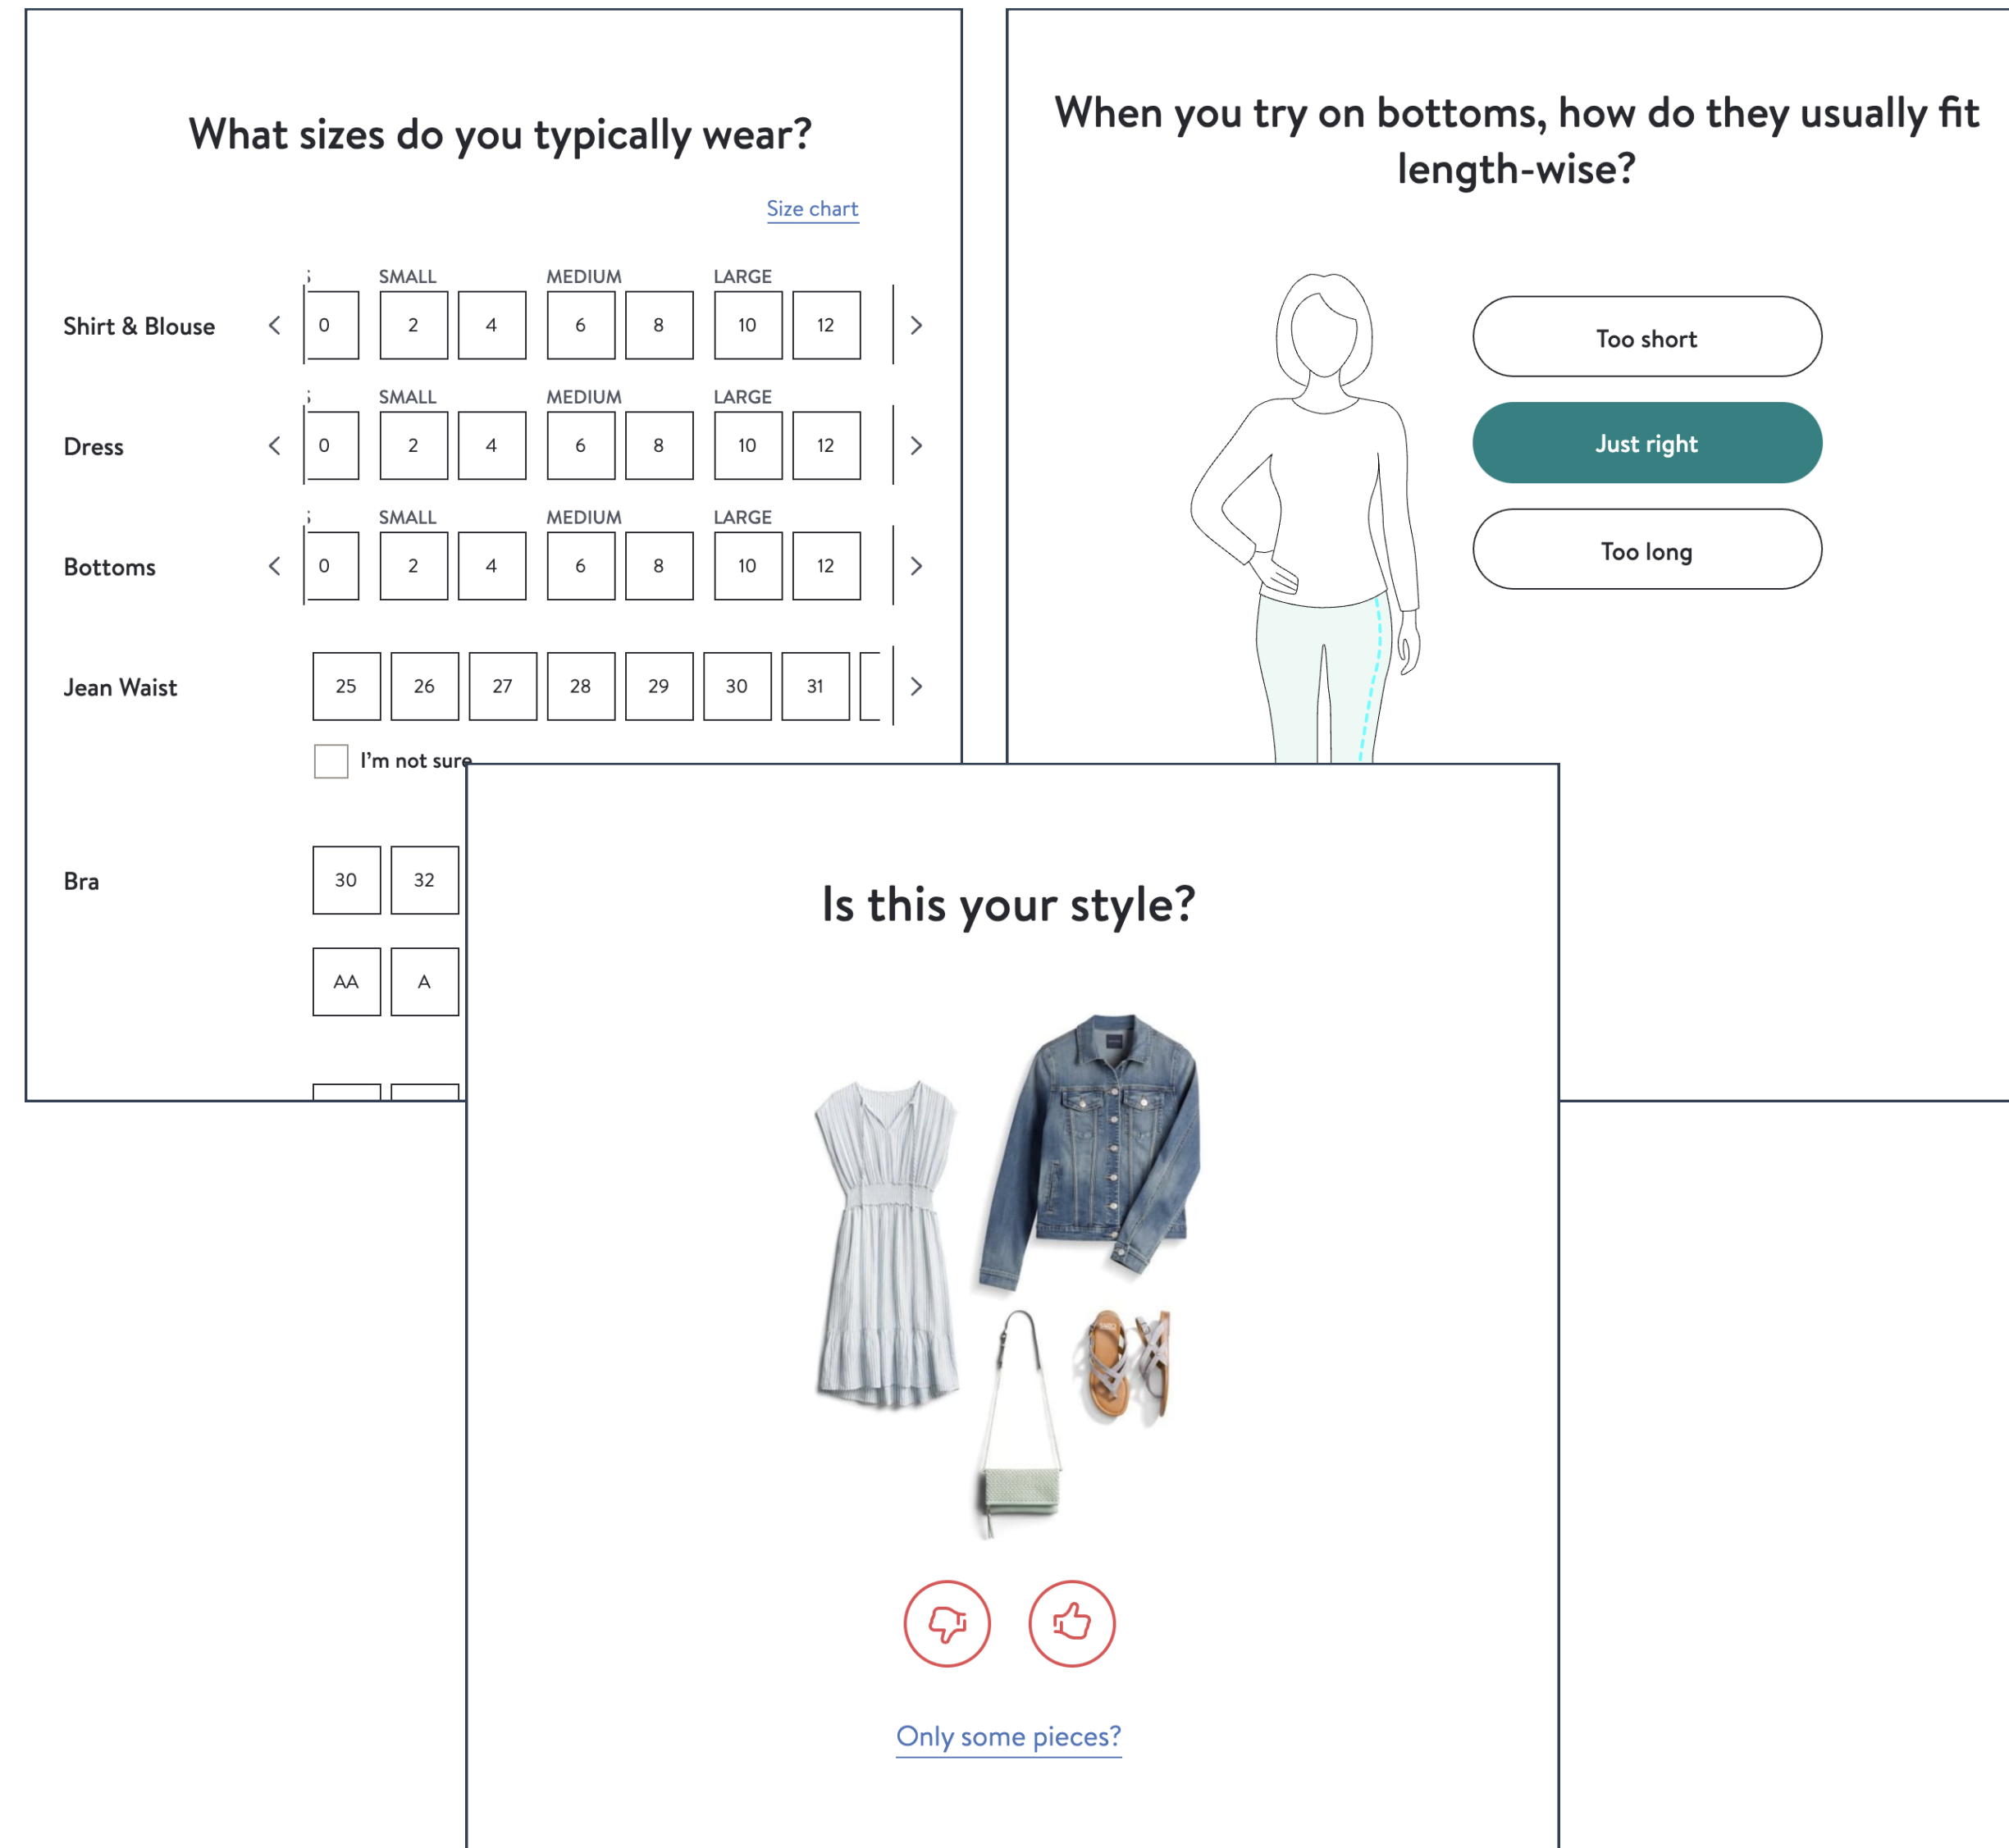 What sizes do you typically wear?
Size chart
SMALL MEDIUM LARGE
Shirt & Blouse < 0 2 4 6 8 10 12 >
SMALL MEDIUM LARGE
Dress < 0 2 4 6 8 10 12 >
SMALL MEDIUM LARGE
Bottoms < 0 2 4 6 8 10 12 >
Jean Waist 25 26 27 28 29 30 31 >
I'm not sure
Bra 30 32
AA A
When you try on bottoms, how do they usually fit
length-wise?
Too short
Just right
Too long
Is this your style?
Only some pieces?